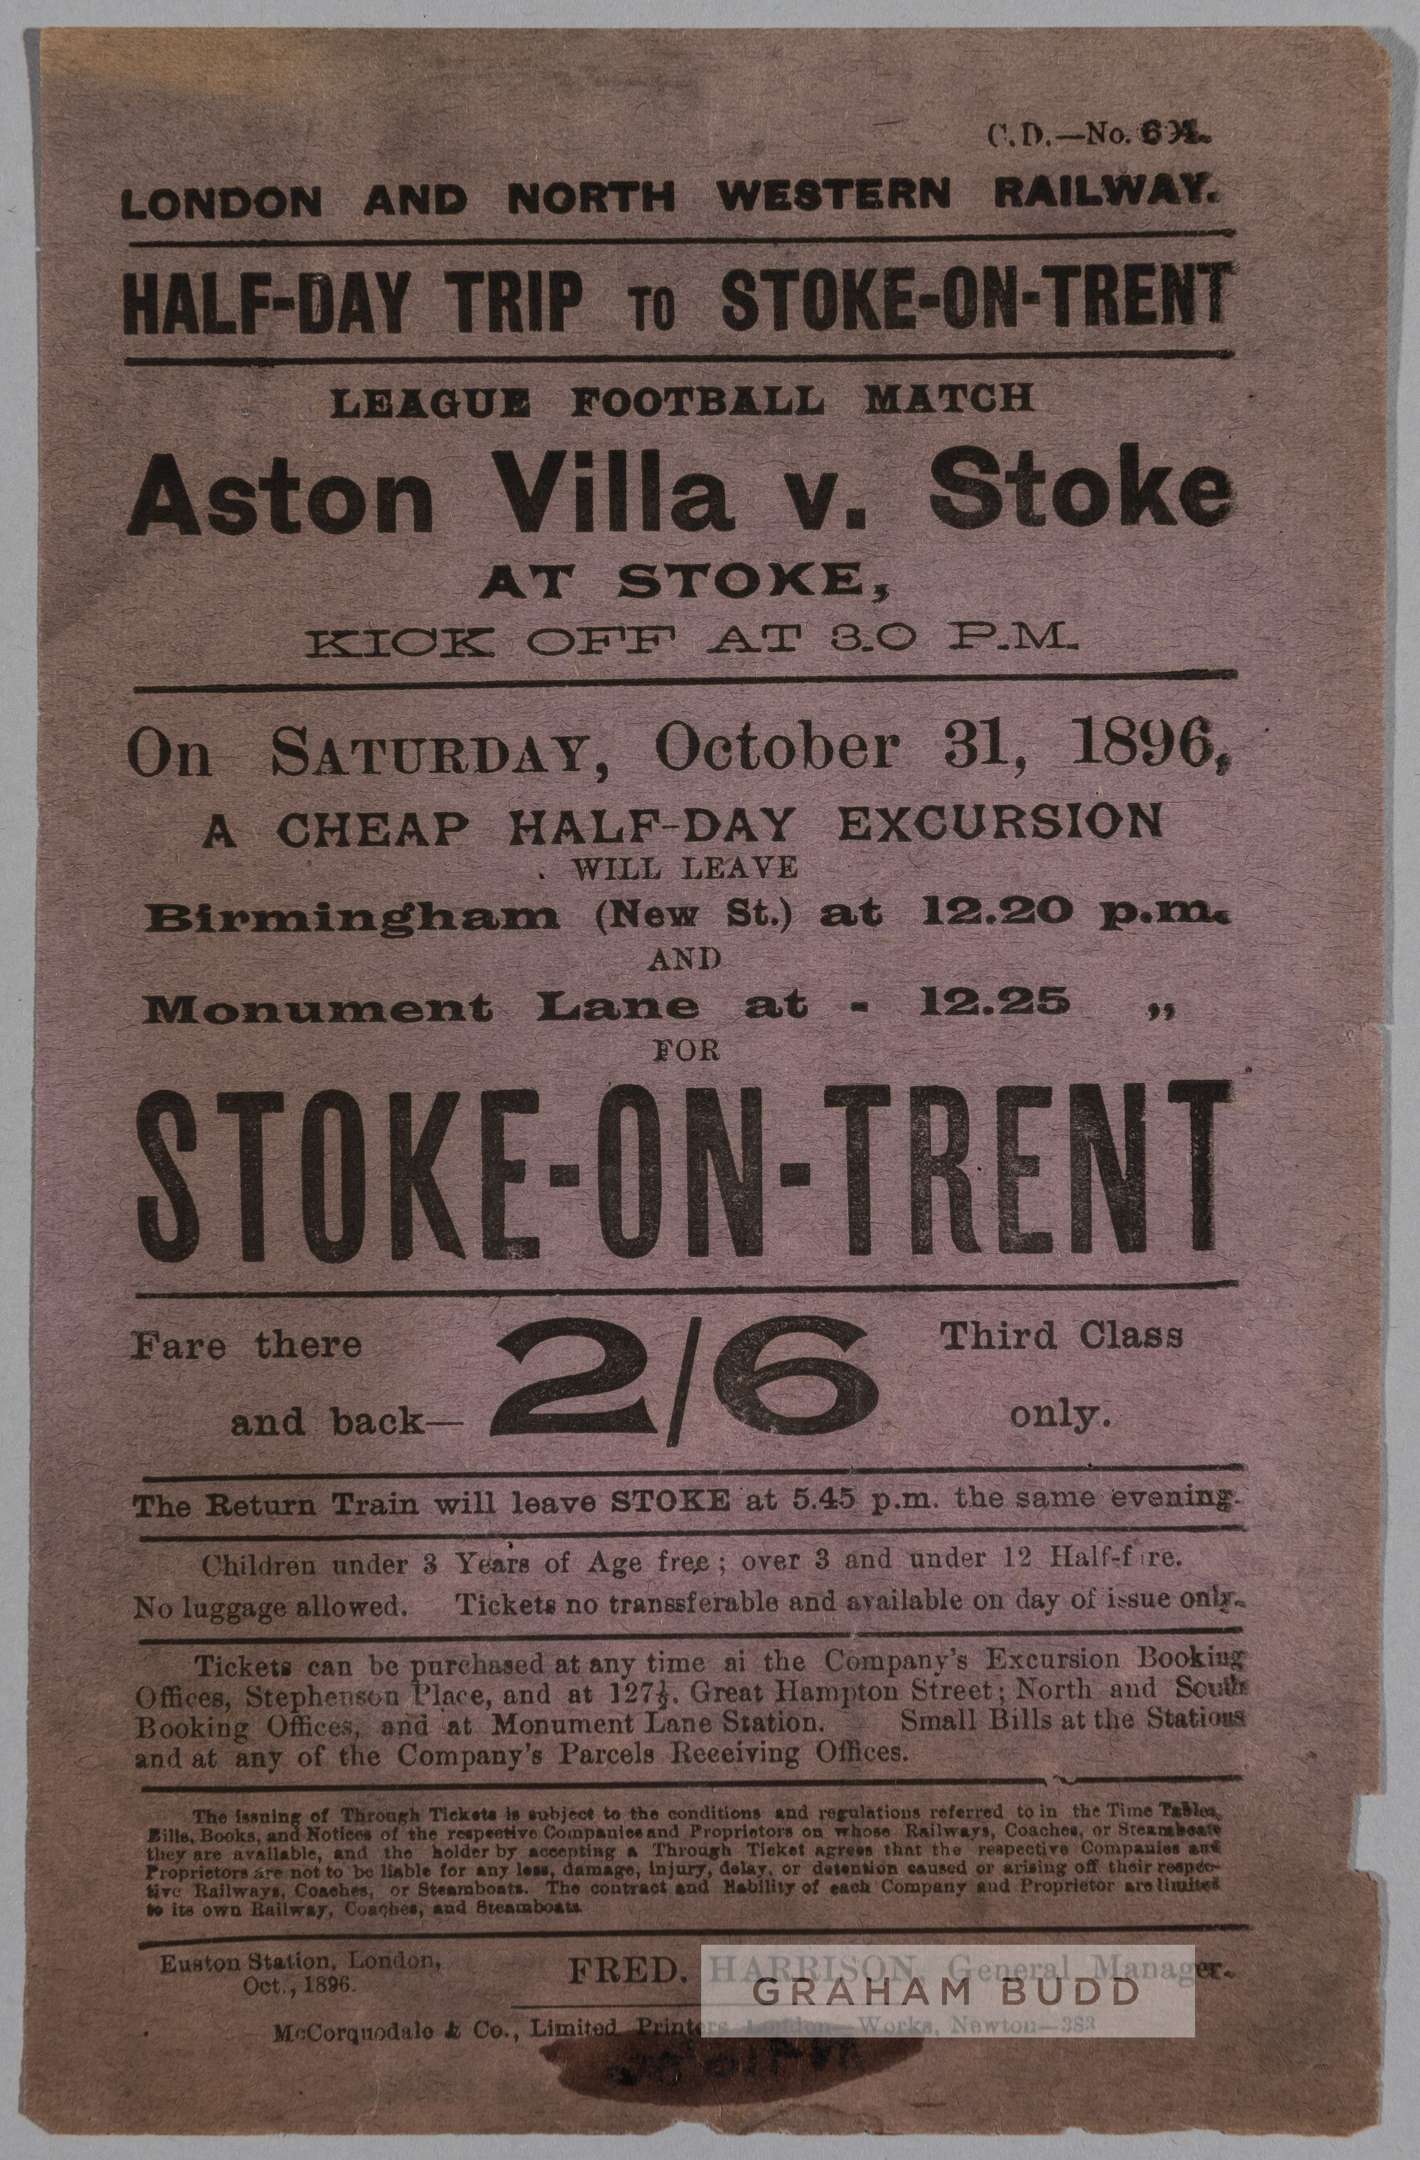 C.D.—No.
LONDON AND NORTH WESTERN RAILWAY.
HALF-DAY TRIP TO STOKE-ON-TRENT
LEAGUE FOOTBALL MATCH
Aston Villa v. Stoke
AT STOKE,
KICK OFF AT 3.0 P.M.
On SATURDAY, October 31, 1896,
A CHEAP HALF-DAY EXCURSION
WILL LEAVE
Birmingham (New St.) at 12.20 p.m.
AND
Monument Lane at - 12.25 „
FOR
STOKE-ON-TRENT
Fare there and back— 2/6 Third Class only.
The Return Train will leave STOKE at 5.45 p.m. the same evening.
Children under 3 Years of Age free; over 3 and under 12 Half-fare.
No luggage allowed. Tickets no transsferable and available on day of issue only.
Tickets can be purchased at any time ai the Company's Excursion Booking
Offices, Stephenson Place, and at 127½, Great Hampton Street; North and South
Booking Offices, and at Monument Lane Station. Small Bills at the Stations
and at any of the Company's Parcels Receiving Offices.
The issning of Through Tickets is subject to the conditions and regulations referred to in the Time Tables,
Bills, Books, and Notices of the respective Companies and Proprietors on whose Railways, Coaches, or Steamboats
they are available, and the holder by accepting a Through Ticket agrees that the respective Companies and
Proprietors are not to be liable for any loss, damage, injury, delay, or detention caused or arising off their respec-
tive Railways, Coaches, or Steamboats. The contract and liability of each Company and Proprietor are limited
to its own Railway, Coaches, and Steamboats.
Euston Station, London,
Oct., 1896.
FRED. HARRISON, General Manager.
GRAHAM BUDD
McCorquodale & Co., Limited Printers London—Works, Newton—383